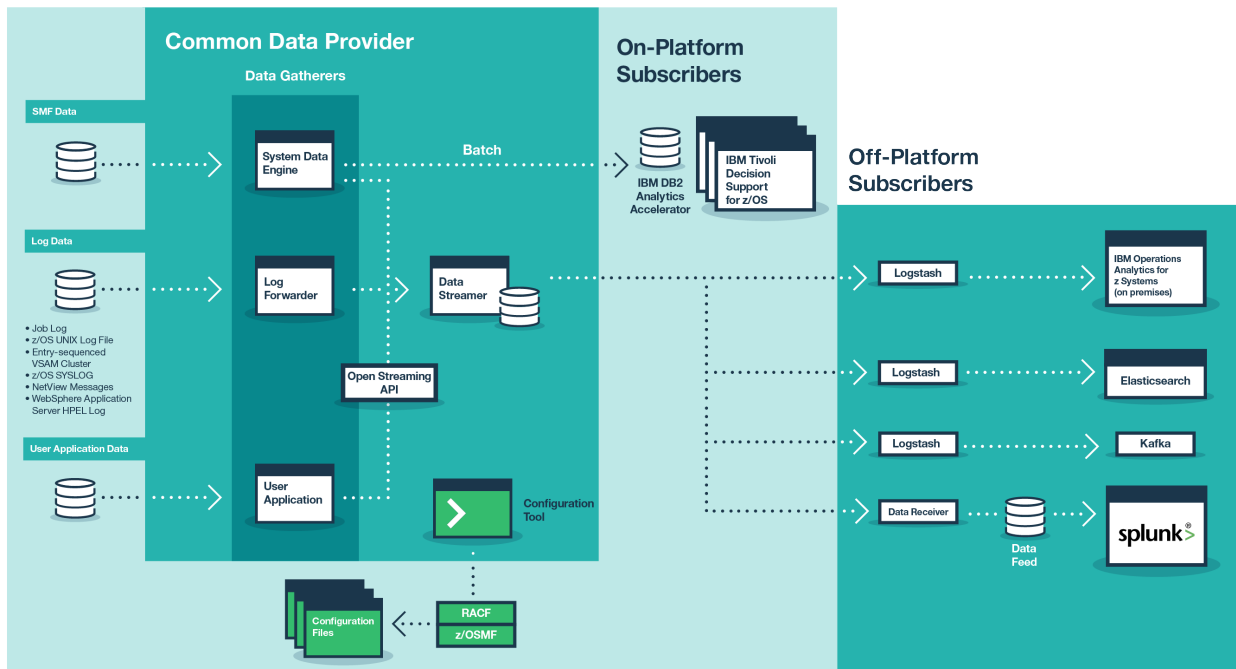 Common Data Provider
Data Gatherers
On-Platform
Subscribers
Off-Platform
Subscribers
SMF Data
System Data
Engine
Batch
IBM DB2
Analytics
Accelerator
IBM Tivoli
Decision
Support
for z/OS
Log Data
• Job Log
• z/OS UNIX Log File
• Entry-sequenced
VSAM Cluster
• z/OS SYSLOG
• NetView Messages
• WebSphere Application
Server HPEL Log
Log
Forwarder
Data
Streamer
Open Streaming
API
User Application Data
User
Application
Configuration
Tool
RACF
z/OSMF
Configuration
Files
Logstash
IBM Operations
Analytics for
z Systems
(on premises)
Logstash
Elasticsearch
Logstash
Kafka
Data Receiver
Data
Feed
splunk>®